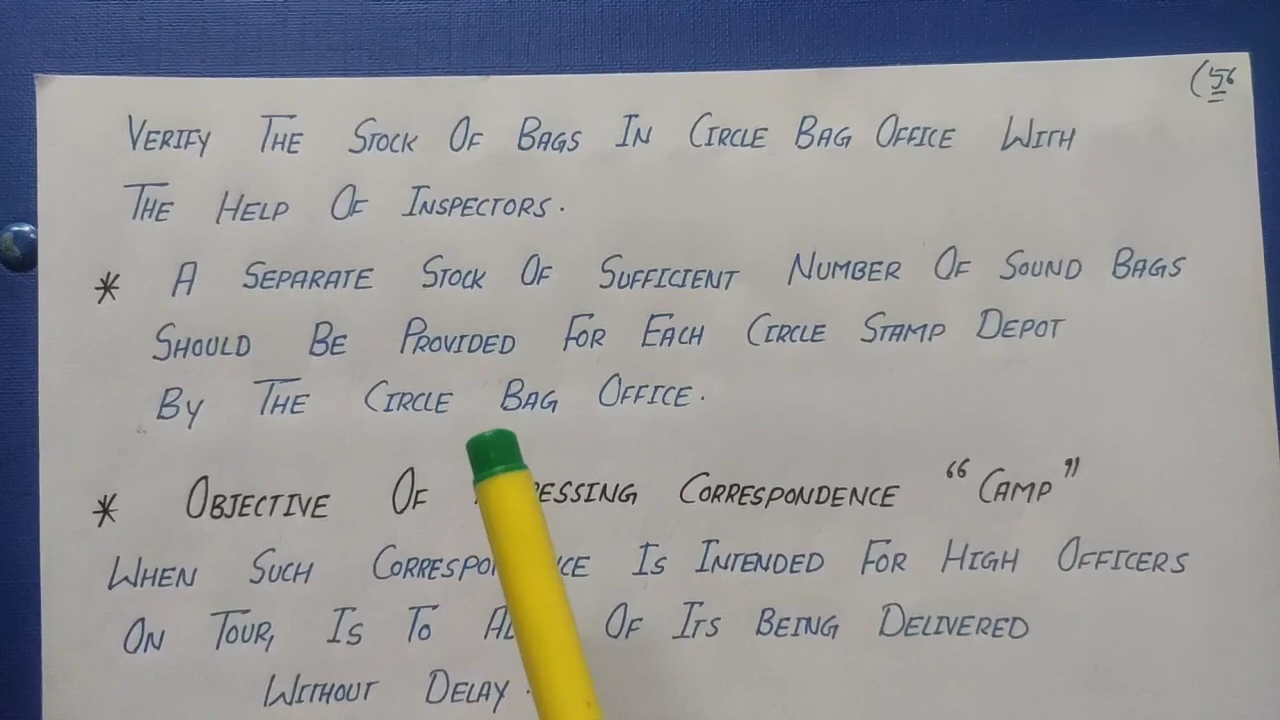 (56
VERIFY THE STOCK OF BAGS IN CIRCLE BAG OFFICE WITH
THE HELP OF INSPECTORS.
* A SEPARATE STOCK OF SUFFICIENT NUMBER OF SOUND BAGS
SHOULD BE PROVIDED FOR EACH CIRCLE STAMP DEPOT
BY THE CIRCLE BAG OFFICE.
* OBJECTIVE OF CORRESPONDENCE "CAMP"
WHEN SUCH IS INTENDED FOR HIGH OFFICERS
ON TOUR, IS TO OF ITS BEING DELIVERED
WITHOUT DELAY.